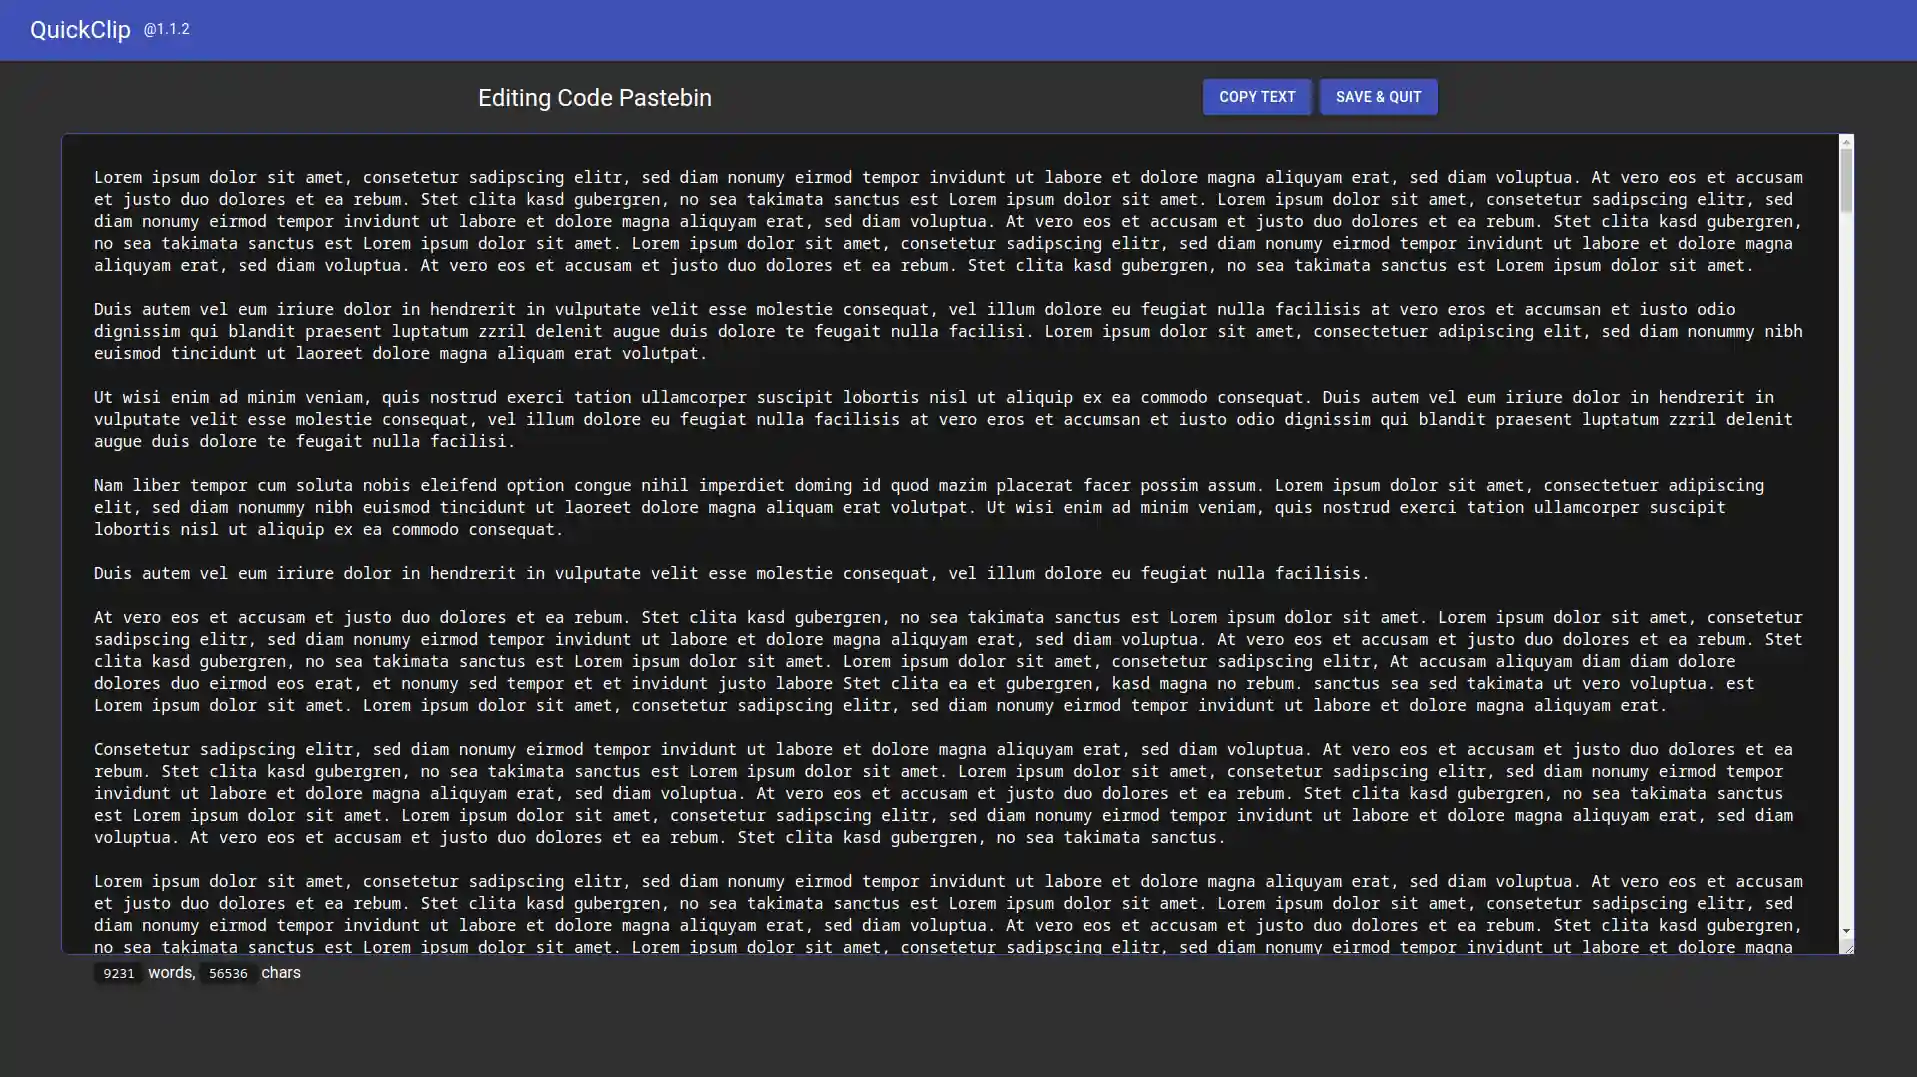 QuickClip @1.1.2
Editing Code Pastebin
COPY TEXT
SAVE & QUIT
Lorem ipsum dolor sit amet, consetetur sadipscing elitr, sed diam nonumy eirmod tempor invidunt ut labore et dolore magna aliquyam erat, sed diam voluptua. At vero eos et accusam
et justo duo dolores et ea rebum. Stet clita kasd gubergren, no sea takimata sanctus est Lorem ipsum dolor sit amet. Lorem ipsum dolor sit amet, consetetur sadipscing elitr, sed
diam nonumy eirmod tempor invidunt ut labore et dolore magna aliquyam erat, sed diam voluptua. At vero eos et accusam et justo duo dolores et ea rebum. Stet clita kasd gubergren,
no sea takimata sanctus est Lorem ipsum dolor sit amet. Lorem ipsum dolor sit amet, consetetur sadipscing elitr, sed diam nonumy eirmod tempor invidunt ut labore et dolore magna
aliquyam erat, sed diam voluptua. At vero eos et accusam et justo duo dolores et ea rebum. Stet clita kasd gubergren, no sea takimata sanctus est Lorem ipsum dolor sit amet.
Duis autem vel eum iriure dolor in hendrerit in vulputate velit esse molestie consequat, vel illum dolore eu feugiat nulla facilisis at vero eros et accumsan et iusto odio
dignissim qui blandit praesent luptatum zzril delenit augue duis dolore te feugait nulla facilisi. Lorem ipsum dolor sit amet, consectetuer adipiscing elit, sed diam nonummy nibh
euismod tincidunt ut laoreet dolore magna aliquam erat volutpat.
Ut wisi enim ad minim veniam, quis nostrud exerci tation ullamcorper suscipit lobortis nisl ut aliquip ex ea commodo consequat. Duis autem vel eum iriure dolor in hendrerit in
vulputate velit esse molestie consequat, vel illum dolore eu feugiat nulla facilisis at vero eros et accumsan et iusto odio dignissim qui blandit praesent luptatum zzril delenit
augue duis dolore te feugait nulla facilisi.
Nam liber tempor cum soluta nobis eleifend option congue nihil imperdiet doming id quod mazim placerat facer possim assum. Lorem ipsum dolor sit amet, consectetuer adipiscing
elit, sed diam nonummy nibh euismod tincidunt ut laoreet dolore magna aliquam erat volutpat. Ut wisi enim ad minim veniam, quis nostrud exerci tation ullamcorper suscipit
lobortis nisl ut aliquip ex ea commodo consequat.
Duis autem vel eum iriure dolor in hendrerit in vulputate velit esse molestie consequat, vel illum dolore eu feugiat nulla facilisis.
At vero eos et accusam et justo duo dolores et ea rebum. Stet clita kasd gubergren, no sea takimata sanctus est Lorem ipsum dolor sit amet. Lorem ipsum dolor sit amet, consetetur
sadipscing elitr, sed diam nonumy eirmod tempor invidunt ut labore et dolore magna aliquyam erat, sed diam voluptua. At vero eos et accusam et justo duo dolores et ea rebum. Stet
clita kasd gubergren, no sea takimata sanctus est Lorem ipsum dolor sit amet. Lorem ipsum dolor sit amet, consetetur sadipscing elitr, At accusam aliquyam diam diam dolore
dolores duo eirmod eos erat, et nonumy sed tempor et et invidunt justo labore Stet clita ea et gubergren, kasd magna no rebum. sanctus sea sed takimata ut vero voluptua. est
Lorem ipsum dolor sit amet. Lorem ipsum dolor sit amet, consetetur sadipscing elitr, sed diam nonumy eirmod tempor invidunt ut labore et dolore magna aliquyam erat.
Consetetur sadipscing elitr, sed diam nonumy eirmod tempor invidunt ut labore et dolore magna aliquyam erat, sed diam voluptua. At vero eos et accusam et justo duo dolores et ea
rebum. Stet clita kasd gubergren, no sea takimata sanctus est Lorem ipsum dolor sit amet. Lorem ipsum dolor sit amet, consetetur sadipscing elitr, sed diam nonumy eirmod tempor
invidunt ut labore et dolore magna aliquyam erat, sed diam voluptua. At vero eos et accusam et justo duo dolores et ea rebum. Stet clita kasd gubergren, no sea takimata sanctus
est Lorem ipsum dolor sit amet. Lorem ipsum dolor sit amet, consetetur sadipscing elitr, sed diam nonumy eirmod tempor invidunt ut labore et dolore magna aliquyam erat, sed diam
voluptua. At vero eos et accusam et justo duo dolores et ea rebum. Stet clita kasd gubergren, no sea takimata sanctus.
Lorem ipsum dolor sit amet, consetetur sadipscing elitr, sed diam nonumy eirmod tempor invidunt ut labore et dolore magna aliquyam erat, sed diam voluptua. At vero eos et accusam
et justo duo dolores et ea rebum. Stet clita kasd gubergren, no sea takimata sanctus est Lorem ipsum dolor sit amet. Lorem ipsum dolor sit amet, consetetur sadipscing elitr, sed
diam nonumy eirmod tempor invidunt ut labore et dolore magna aliquyam erat, sed diam voluptua. At vero eos et accusam et justo duo dolores et ea rebum. Stet clita kasd gubergren,
no sea takimata sanctus est Lorem ipsum dolor sit amet. Lorem ipsum dolor sit amet, consetetur sadipscing elitr, sed diam nonumy eirmod tempor invidunt ut labore et dolore magna
9231 words, 56536 chars